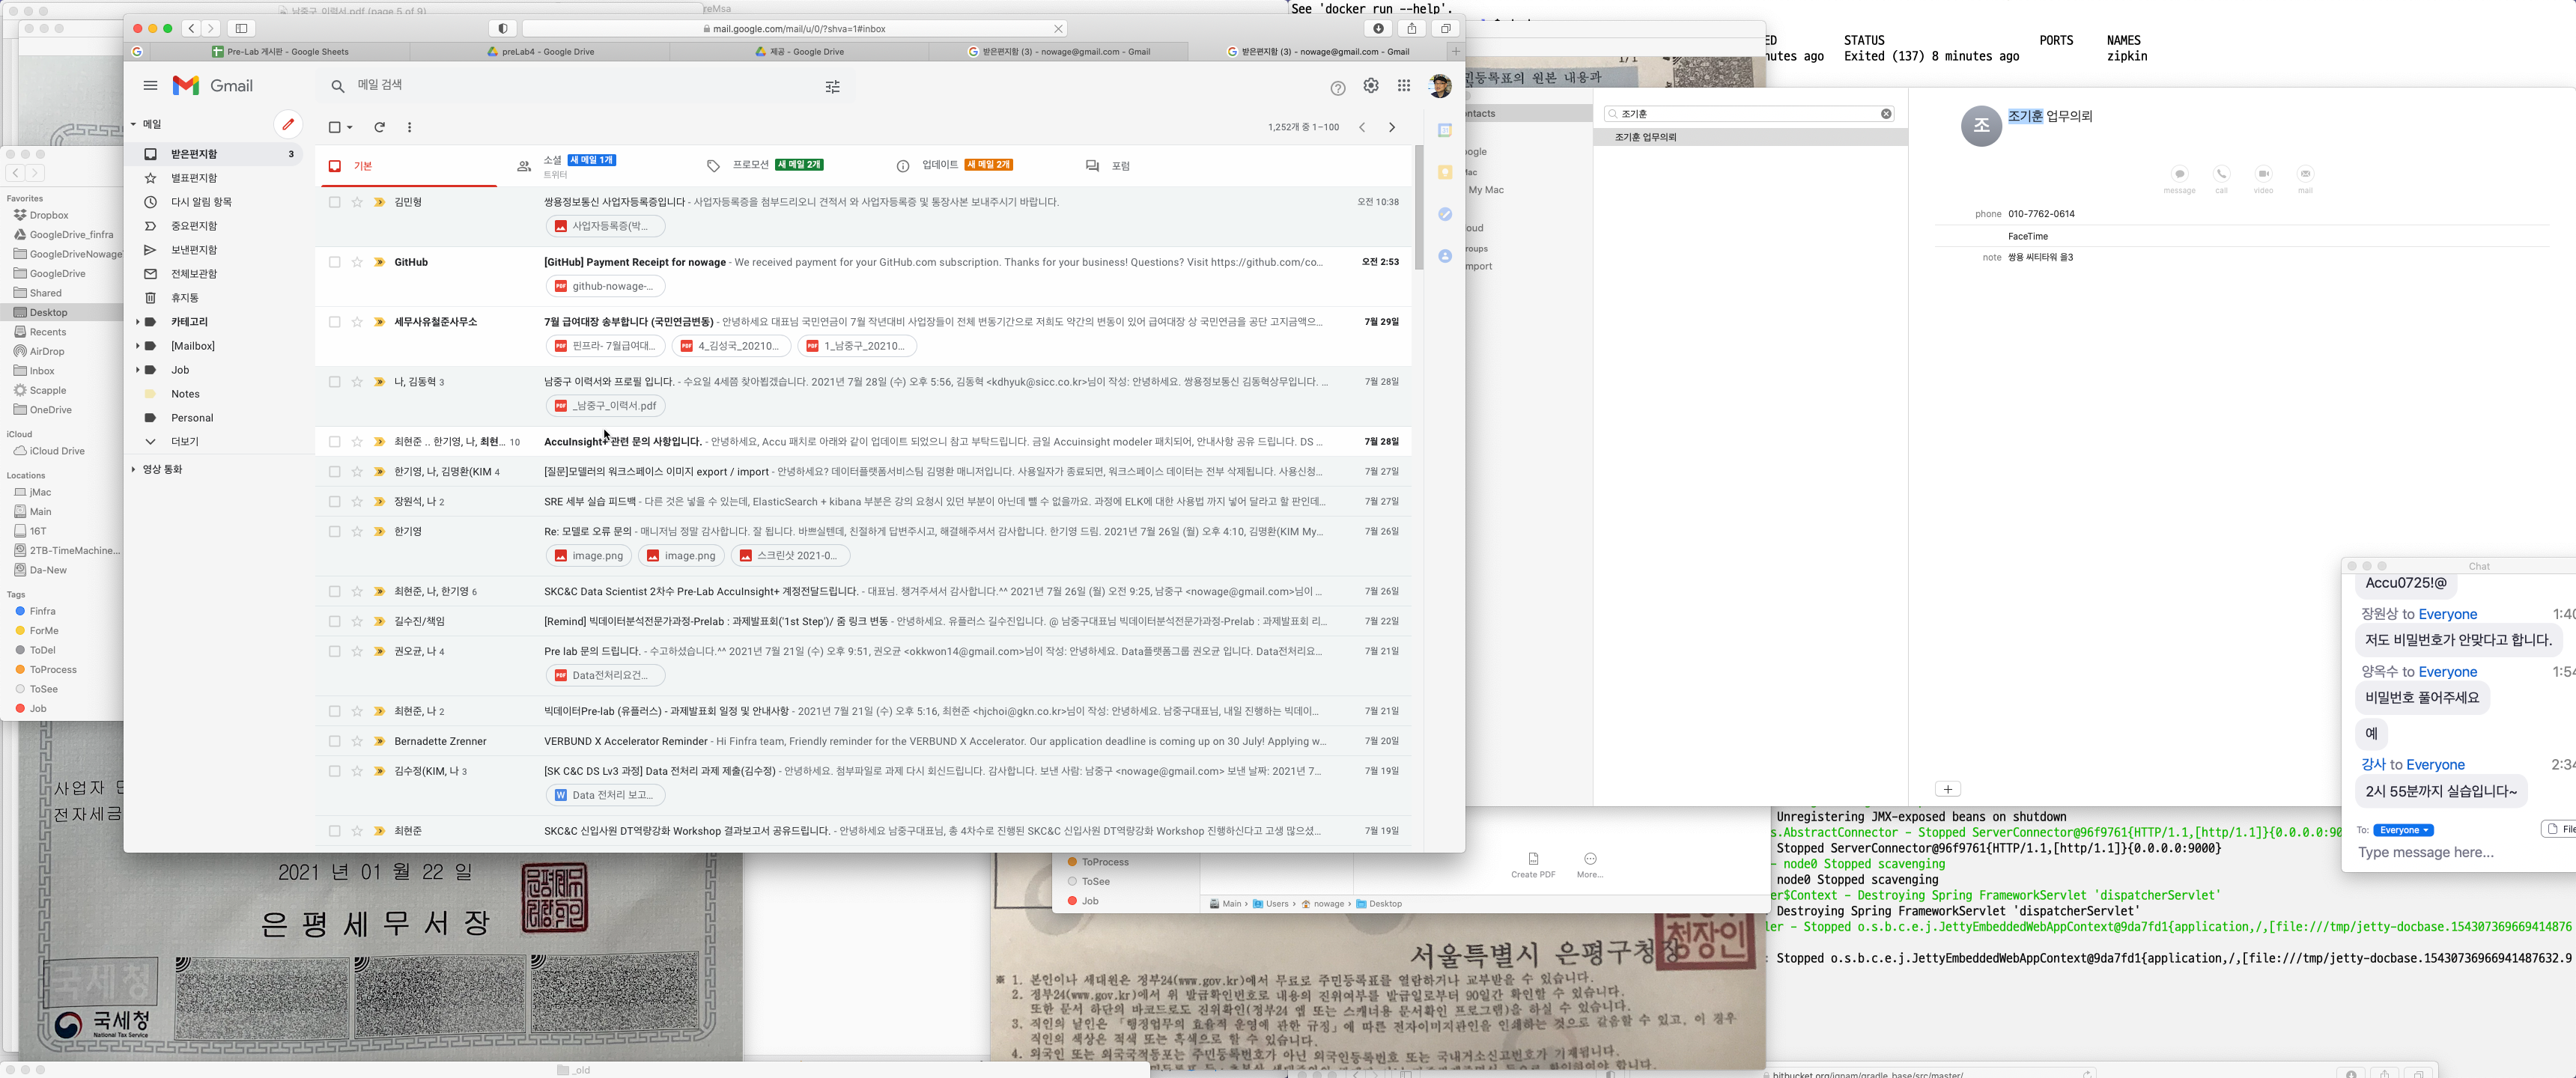 남중구_이력서.pdf (page 5 of 9)
See 'docker run --help'.
mail.google.com/mail/u/0/?shva=1#inbox
Pre-Lab 게시판 - Google Sheets
preLab4 - Google Drive
제공 - Google Drive
받은편지함 (3) - nowage@gmail.com - Gmail
받은편지함 (3) - nowage@gmail.com - Gmail
STATUS PORTS NAMES
Exited (137) 8 minutes ago zipkin
Gmail
메일 검색
메일
1,252개 중 1–100
받은편지함 3
별표편지함
다시 알림 항목
중요편지함
보낸편지함
전체보관함
휴지통
카테고리
[Mailbox]
Job
Notes
Personal
더보기
영상 통화
기본
소셜 새 메일 1개
트위터
프로모션 새 메일 2개
업데이트 새 메일 2개
포럼
김민형 쌍용정보통신 사업자등록증입니다 - 사업자등록증을 첨부드리오니 견적서 와 사업자등록증 및 통장사본 보내주시기 바랍니다. 오전 10:38
사업자등록증(박...
GitHub [GitHub] Payment Receipt for nowage - We received payment for your GitHub.com subscription. Thanks for your business! Questions? Visit https://github.com/co... 오전 2:53
github-nowage-...
세무사유철준사무소 7월 급여대장 송부합니다 (국민연금변동) - 안녕하세요 대표님 국민연금이 7월 작년대비 사업장들이 전체 변동기간으로 저희도 약간의 변동이 있어 급여대장 상 국민연금을 공단 고지금액으... 7월 29일
핀프라- 7월급여대... 4_김성국_20210... 1_남중구_20210...
나, 김동혁 3 남중구 이력서와 프로필 입니다. - 수요일 4세쯤 찾아뵙겠습니다. 2021년 7월 28일 (수) 오후 5:56, 김동혁 <kdhyuk@sicc.co.kr>님이 작성: 안녕하세요. 쌍용정보통신 김동혁상무입니다. ... 7월 28일
_남중구_이력서.pdf
최현준 .. 한기영, 나, 최현... 10 AccuInsight+ 관련 문의 사항입니다. - 안녕하세요, Accu 패치로 아래와 같이 업데이트 되었으니 참고 부탁드립니다. 금일 Accuinsight modeler 패치되어, 안내사항 공유 드립니다. DS ... 7월 28일
한기영, 나, 김명환(KIM 4 [질문]모델러의 워크스페이스 이미지 export / import - 안녕하세요? 데이터플랫폼서비스팀 김명환 매니저입니다. 사용일자가 종료되면, 워크스페이스 데이터는 전부 삭제됩니다. 사용신청... 7월 27일
장원석, 나 2 SRE 세부 실습 피드백 - 다른 것은 넣을 수 있는데, ElasticSearch + kibana 부분은 강의 요청시 있던 부분이 아닌데 뺄 수 없을까요. 과정에 ELK에 대한 사용법 까지 넣어 달라고 할 판인데... 7월 27일
한기영 Re: 모델로 오류 문의 - 매니저님 정말 감사합니다. 잘 됩니다. 바쁘실텐데, 친절하게 답변주시고, 해결해주셔서 감사합니다. 한기영 드림. 2021년 7월 26일 (월) 오후 4:10, 김명환(KIM My... 7월 26일
image.png image.png 스크린샷 2021-0...
최현준, 나, 한기영 6 SKC&C Data Scientist 2차수 Pre-Lab AccuInsight+ 계정전달드립니다. - 대표님. 챙겨주셔서 감사합니다.^^ 2021년 7월 26일 (월) 오전 9:25, 남중구 <nowage@gmail.com>님이 ... 7월 26일
길수진/책임 [Remind] 빅데이터분석전문가과정-Prelab : 과제발표회('1st Step')/ 줌 링크 변동 - 안녕하세요. 유플러스 길수진입니다. @ 남중구대표님 빅데이터분석전문가과정-Prelab : 과제발표회 리... 7월 22일
권오균, 나 4 Pre lab 문의 드립니다. - 수고하셨습니다.^^ 2021년 7월 21일 (수) 오후 9:51, 권오균 <okkwon14@gmail.com>님이 작성: 안녕하세요. Data플랫폼그룹 권오균 입니다. Data전처리요... 7월 21일
Data전처리요건...
최현준, 나 2 빅데이터Pre-lab (유플러스) - 과제발표회 일정 및 안내사항 - 2021년 7월 21일 (수) 오후 5:16, 최현준 <hjchoi@gkn.co.kr>님이 작성: 안녕하세요. 남중구대표님, 내일 진행하는 빅데이... 7월 21일
Bernadette Zrenner VERBUND X Accelerator Reminder - Hi Finfra team, Friendly reminder for the VERBUND X Accelerator. Our application deadline is coming up on 30 July! Applying w... 7월 20일
김수정(KIM, 나 3 [SK C&C DS Lv3 과정] Data 전처리 과제 제출(김수정) - 안녕하세요. 첨부파일로 과제 다시 회신드립니다. 감사합니다. 보낸 사람: 남중구 <nowage@gmail.com> 보낸 날짜: 2021년 7... 7월 19일
Data 전처리 보고...
최현준 SKC&C 신입사원 DT역량강화 Workshop 결과보고서 공유드립니다. - 안녕하세요 남중구대표님, 총 4차수로 진행된 SKC&C 신입사원 DT역량강화 Workshop 진행하신다고 고생 많으셨... 7월 19일
Favorites
Dropbox
GoogleDrive_finfra
GoogleDriveNowage
GoogleDrive
Shared
Desktop
Recents
AirDrop
Inbox
Scapple
OneDrive
iCloud
iCloud Drive
Locations
jMac
Main
16T
2TB-TimeMachine...
Da-New
Tags
Finfra
ForMe
ToDel
ToProcess
ToSee
Job
조기훈
조기훈 업무의뢰
조
조기훈 업무의뢰
message call video mail
phone 010-7762-0614
FaceTime
note 쌍용 씨티타워 을3
My Mac
Chat
Accu0725!@
장원상 to Everyone
저도 비밀번호가 안맞다고 합니다.
양옥수 to Everyone
비밀번호 풀어주세요
예
강사 to Everyone
2시 55분까지 실습입니다~
To: Everyone
Type message here...
Unregistering JMX-exposed beans on shutdown
s.AbstractConnector - Stopped ServerConnector@96f9761{HTTP/1.1,[http/1.1]}{0.0.0.0:90
Stopped ServerConnector@96f9761{HTTP/1.1,[http/1.1]}{0.0.0.0:9000}
- node0 Stopped scavenging
node0 Stopped scavenging
er$Context - Destroying Spring FrameworkServlet 'dispatcherServlet'
Destroying Spring FrameworkServlet 'dispatcherServlet'
ler - Stopped o.s.b.c.e.j.JettyEmbeddedWebAppContext@9da7fd1{application,/,[file:///tmp/jetty-docbase.154307369669414876
: Stopped o.s.b.c.e.j.JettyEmbeddedWebAppContext@9da7fd1{application,/,[file:///tmp/jetty-docbase.15430736966941487632.9
ToProcess
ToSee
Job
Create PDF More...
Main › Users › nowage › Desktop
사업자 단
전자세금
2021 년 01 월 22 일
은평세무서장
국세청
National Tax Service
서울특별시 은평구청장
※ 1. 본인이나 세대원은 정부24(www.gov.kr)에서 무료로 주민등록표를 열람하거나 교부받을 수 있습니다.
2. 정부24(www.gov.kr)에서 위 발급확인번호로 내용의 진위여부를 발급일로부터 90일간 확인할 수 있습니다.
또한 문서 하단의 바코드로도 진위확인(정부24 앱 또는 스캐너용 문서확인 프로그램)을 하실 수 있습니다.
3. 직인의 날인은 「행정업무의 효율적 운영에 관한 규정」에 따른 전자이미지관인을 인쇄하는 것으로 갈음할 수 있고, 이 경우
직인의 색상은 적색 또는 흑색으로 할 수 있습니다.
4. 외국인 또는 외국국적동포는 주민등록번호가 아닌 외국인등록번호 또는 국내거소신고번호가 기재됩니다.
_old